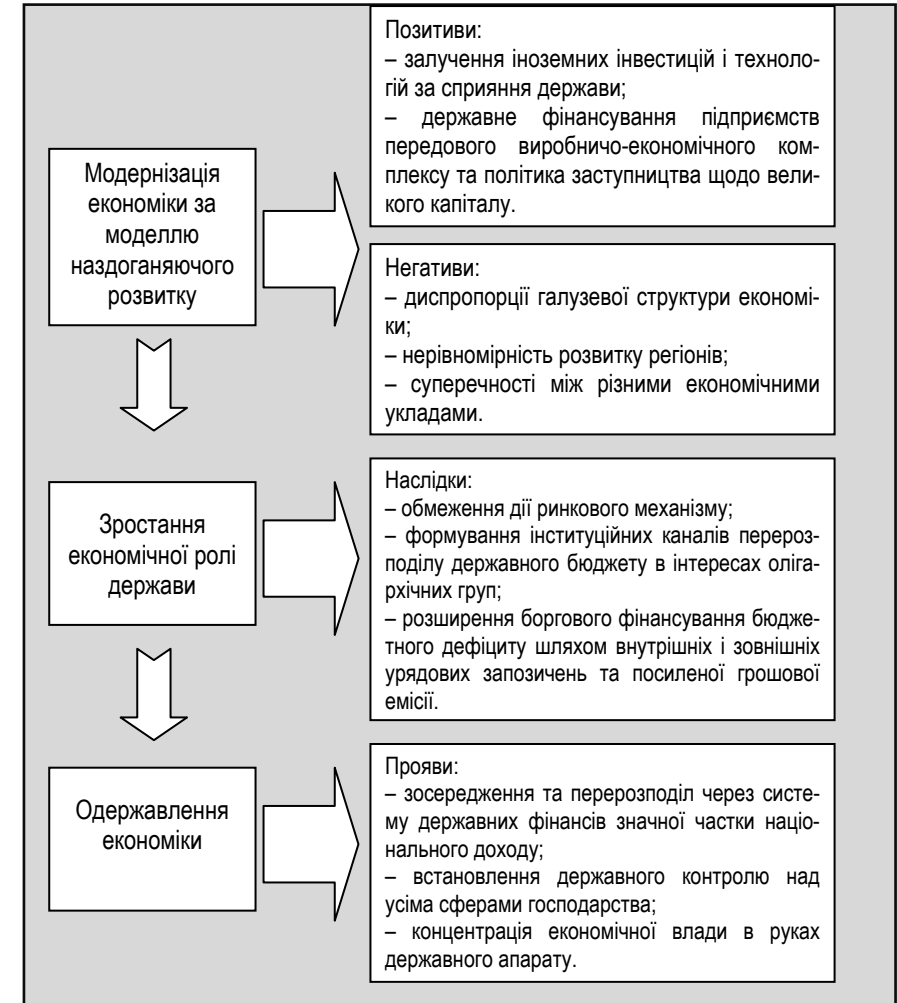 Модернізація
економіки за
моделлю
наздоганяючого
розвитку
Позитиви:
– залучення іноземних інвестицій і техноло-
гій за сприяння держави;
– державне фінансування підприємств
передового виробничо-економічного ком-
плексу та політика заступництва щодо вели-
кого капіталу.
Негативи:
– диспропорції галузевої структури економі-
ки;
– нерівномірність розвитку регіонів;
– суперечності між різними економічними
укладами.
Зростання
економічної ролі
держави
Наслідки:
– обмеження дії ринкового механізму;
– формування інституційних каналів перероз-
поділу державного бюджету в інтересах оліга-
рхічних груп;
– розширення боргового фінансування бюдже-
тного дефіциту шляхом внутрішніх і зовнішніх
урядових запозичень та посиленої грошової
емісії.
Одержавлення
економіки
Прояви:
– зосередження та перерозподіл через систе-
му державних фінансів значної частки націо-
нального доходу;
– встановлення державного контролю над
усіма сферами господарства;
– концентрація економічної влади в руках
державного апарату.